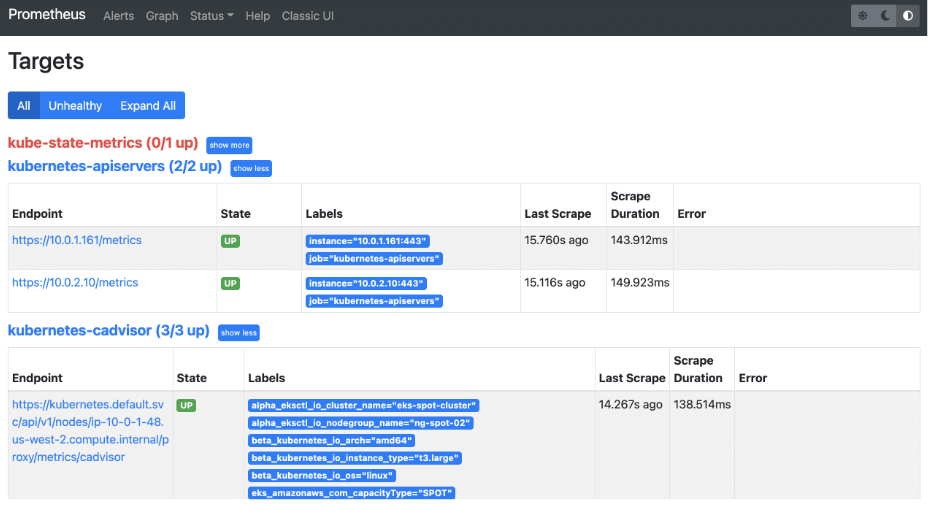 Prometheus Alerts Graph Status Help Classic UI
Targets
All Unhealthy Expand All
kube-state-metrics (0/1 up) show more
kubernetes-apiservers (2/2 up) show less
Endpoint State Labels Last Scrape Scrape Duration Error
https://10.0.1.161/metrics UP instance="10.0.1.161:443" 15.760s ago 143.912ms
job="kubernetes-apiservers"
https://10.0.2.10/metrics UP instance="10.0.2.10:443" 15.116s ago 149.923ms
job="kubernetes-apiservers"
kubernetes-cadvisor (3/3 up) show less
Endpoint State Labels Last Scrape Scrape Duration Error
https://kubernetes.default.sv UP alpha_eksctl_io_cluster_name="eks-spot-cluster" 14.267s ago 138.514ms
c/api/v1/nodes/ip-10-0-1-48. alpha_eksctl_io_nodegroup_name="ng-spot-02"
us-west-2.compute.internal/p beta_kubernetes_io_arch="amd64"
roxy/metrics/cadvisor beta_kubernetes_io_instance_type="t3.large"
beta_kubernetes_io_os="linux"
eks_amazonaws_com_capacityType="SPOT"